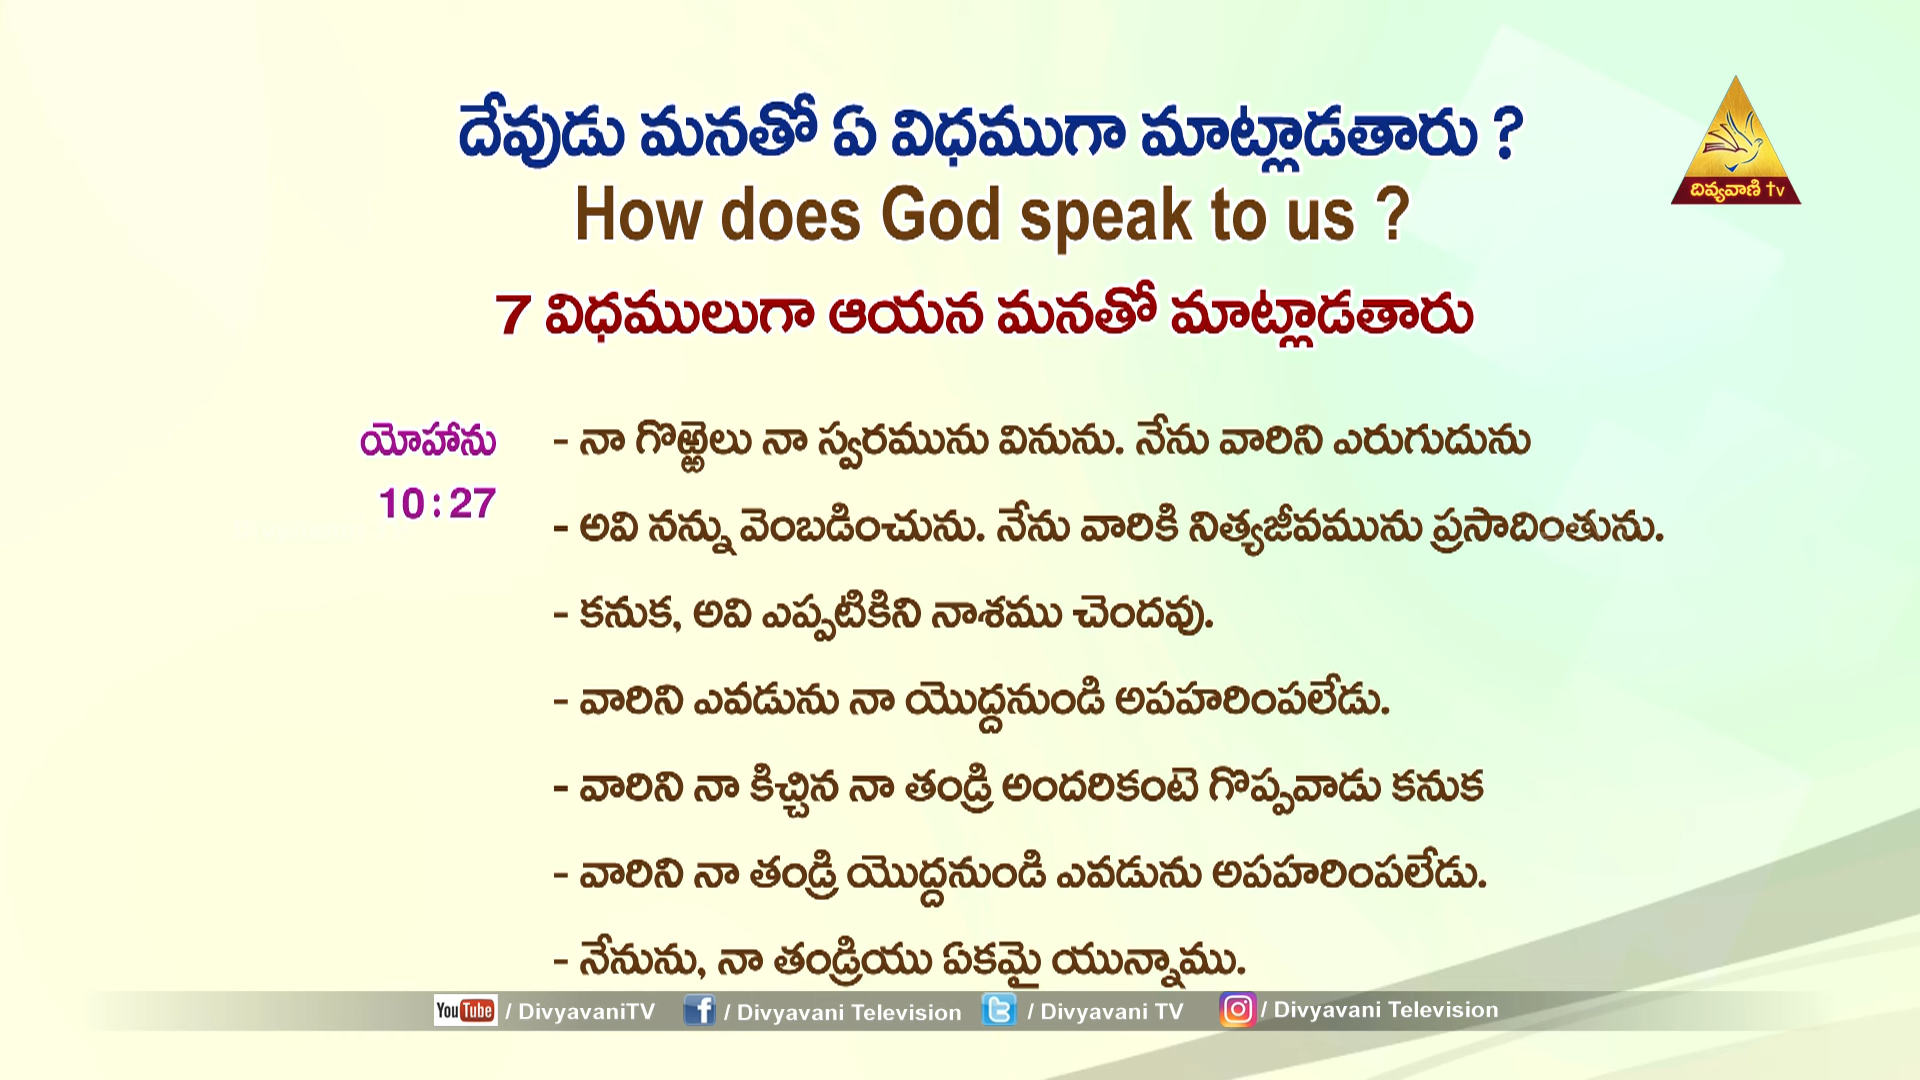 దేవుడు మనతో ఏ విధముగా మాట్లాడతారు ?
How does God speak to us ?
7 విధములుగా ఆయన మనతో మాట్లాడతారు
దివ్యవాణి tv
యోహాను
10 : 27
- నా గొఱ్ఱెలు నా స్వరమును వినును. నేను వారిని ఎరుగుదును
- అవి నన్ను వెంబడించును. నేను వారికి నిత్యజీవమును ప్రసాదింతును.
- కనుక, అవి ఎప్పటికిని నాశము చెందవు.
- వారిని ఎవడును నా యొద్దనుండి అపహరింపలేడు.
- వారిని నా కిచ్చిన నా తండ్రి అందరికంటె గొప్పవాడు కనుక
- వారిని నా తండ్రి యొద్దనుండి ఎవడును అపహరింపలేడు.
- నేనును, నా తండ్రియు ఏకమై యున్నాము.
YouTube / DivyavaniTV / Divyavani Television / Divyavani TV / Divyavani Television